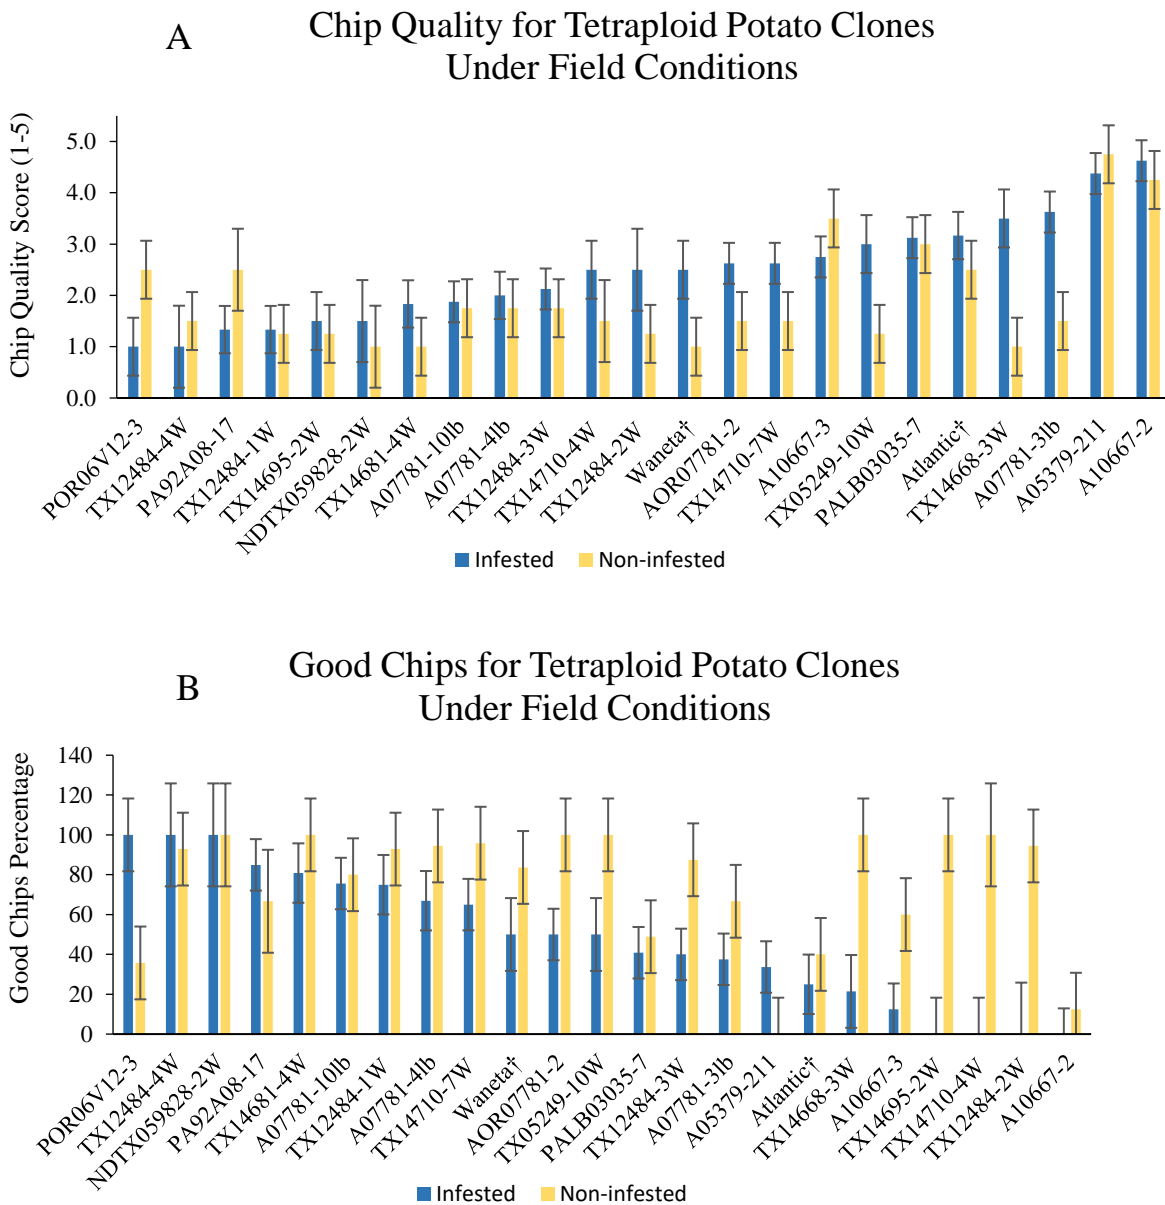 A
Chip Quality for Tetraploid Potato Clones
Under Field Conditions
Chip Quality Score (1-5)
5.0
4.0
3.0
2.0
1.0
0.0
POR06V12-3
TX12484-4W
PA92A08-17
TX12484-1W
TX14695-2W
NDTX059828-2W
TX14681-4W
A07781-10lb
A07781-4lb
TX12484-3W
TX14710-4W
TX12484-2W
Waneta†
AOR07781-2
TX14710-7W
A10667-3
TX05249-10W
PALB03035-7
Atlantic†
TX14668-3W
A07781-3lb
A05379-211
A10667-2
Infested Non-infested
B
Good Chips for Tetraploid Potato Clones
Under Field Conditions
Good Chips Percentage
140
120
100
80
60
40
20
0
POR06V12-3
TX12484-4W
NDTX059828-2W
PA92A08-17
TX14681-4W
A07781-10lb
TX12484-1W
A07781-4lb
TX14710-7W
Waneta†
AOR07781-2
TX05249-10W
PALB03035-7
TX12484-3W
A07781-3lb
A05379-211
Atlantic†
TX14668-3W
A10667-3
TX14695-2W
TX14710-4W
TX12484-2W
A10667-2
Infested Non-infested